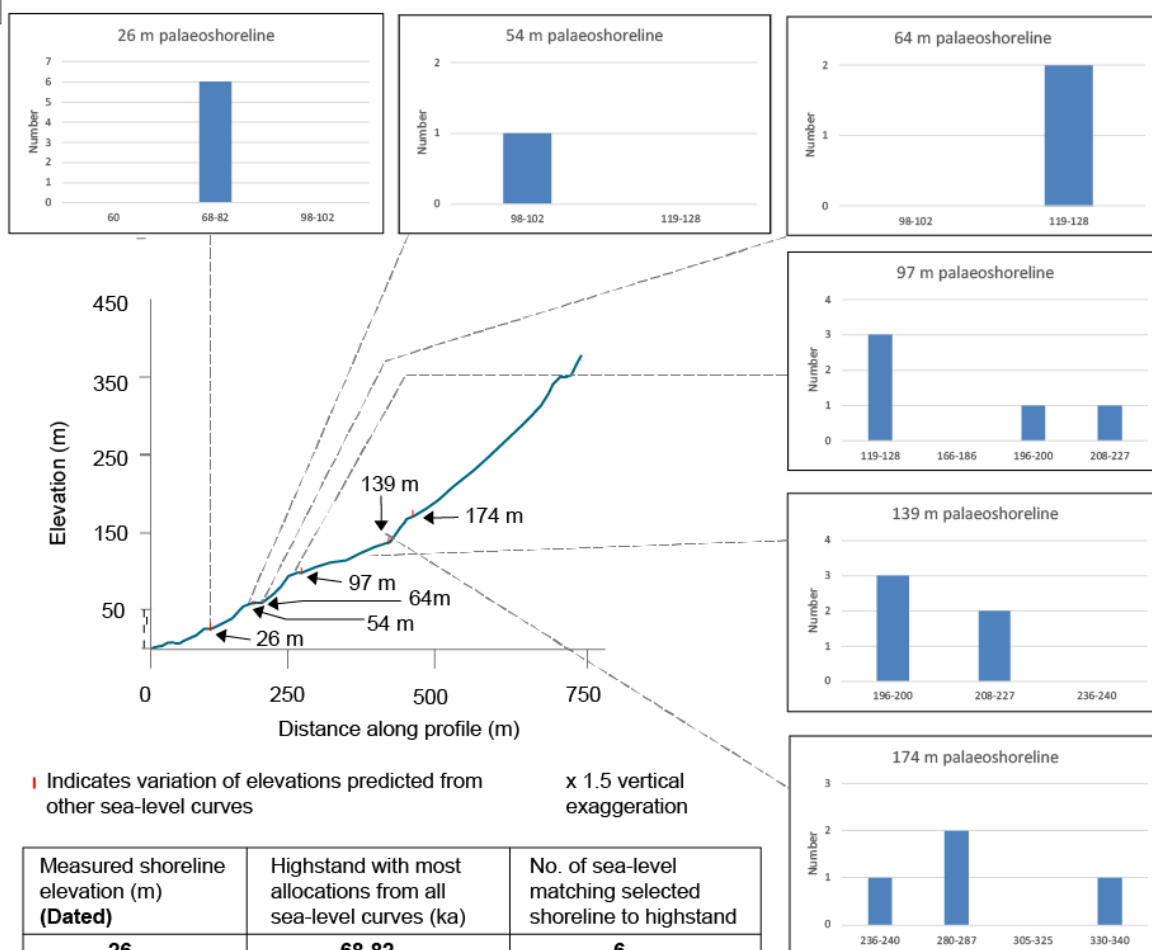 26 m palaeoshoreline
Number
7
6
5
4
3
2
1
0
60
68-82
98-102
54 m palaeoshoreline
Number
2
1
0
98-102
119-128
64 m palaeoshoreline
Number
2
1
0
98-102
119-128
97 m palaeoshoreline
Number
4
3
2
1
0
119-128
166-186
196-200
208-227
139 m palaeoshoreline
Number
4
3
2
1
0
196-200
208-227
236-240
174 m palaeoshoreline
Number
3
2
1
0
236-240
280-287
305-325
330-340
Elevation (m)
450
350
250
150
50
139 m
174 m
97 m
64m
54 m
26 m
0
250
500
750
Distance along profile (m)
Indicates variation of elevations predicted from
other sea-level curves
x 1.5 vertical
exaggeration
Measured shoreline
elevation (m)
(Dated)
Highstand with most
allocations from all
sea-level curves (ka)
No. of sea-level
matching selected
shoreline to highstand
26
68-82
6